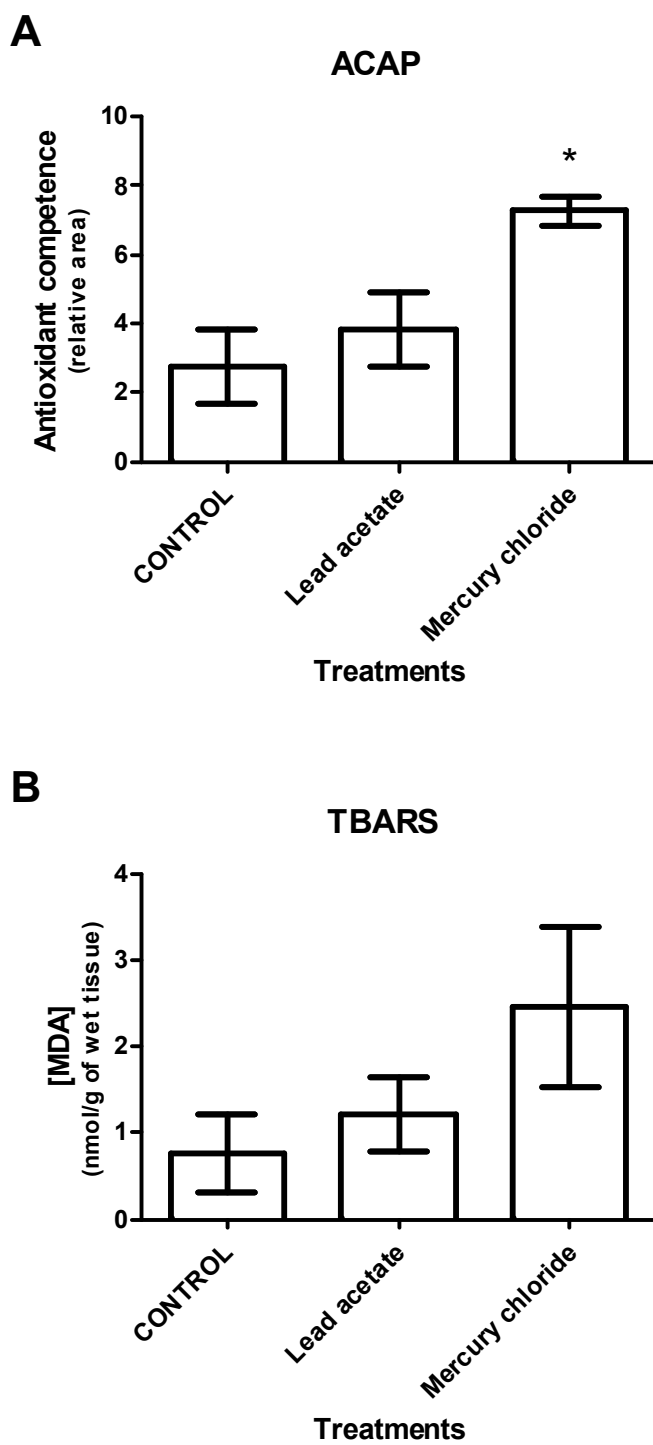 A
ACAP
Antioxidant competence
(relative area)
10
8
6
4
2
0
*
CONTROL
Lead acetate
Mercury chloride
Treatments
B
TBARS
[MDA]
(nmol/g of wet tissue)
4
3
2
1
0
CONTROL
Lead acetate
Mercury chloride
Treatments